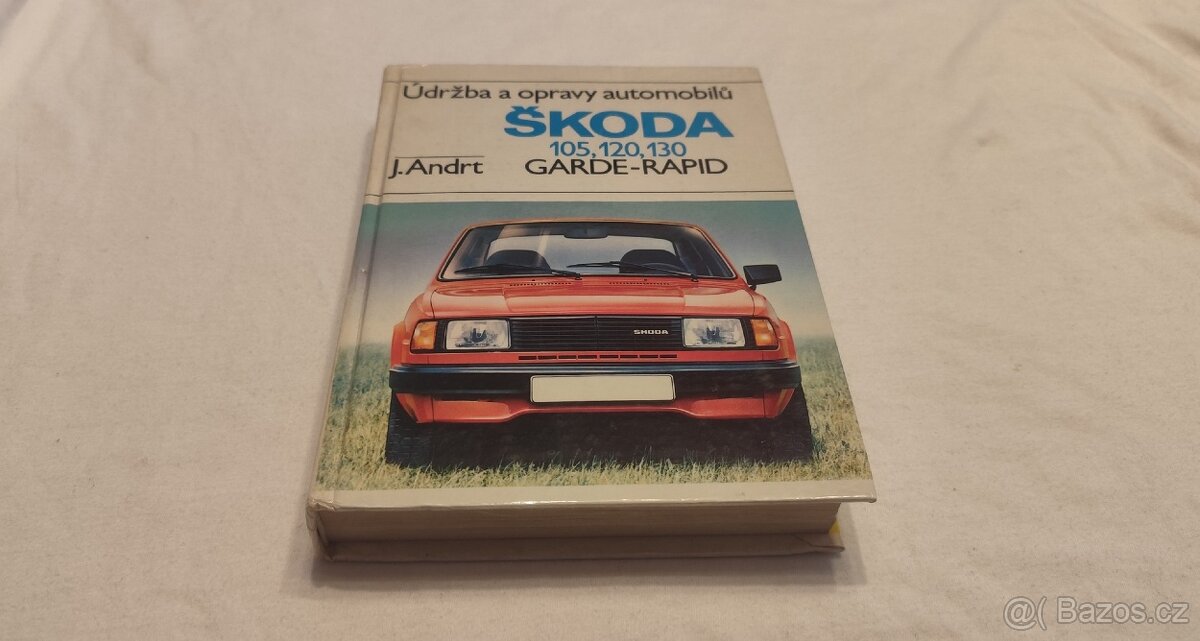 Údržba a opravy automobilů
ŠKODA
105, 120, 130
J. Andrt GARDE-RAPID
ŠKODA
@( Bazos.cz